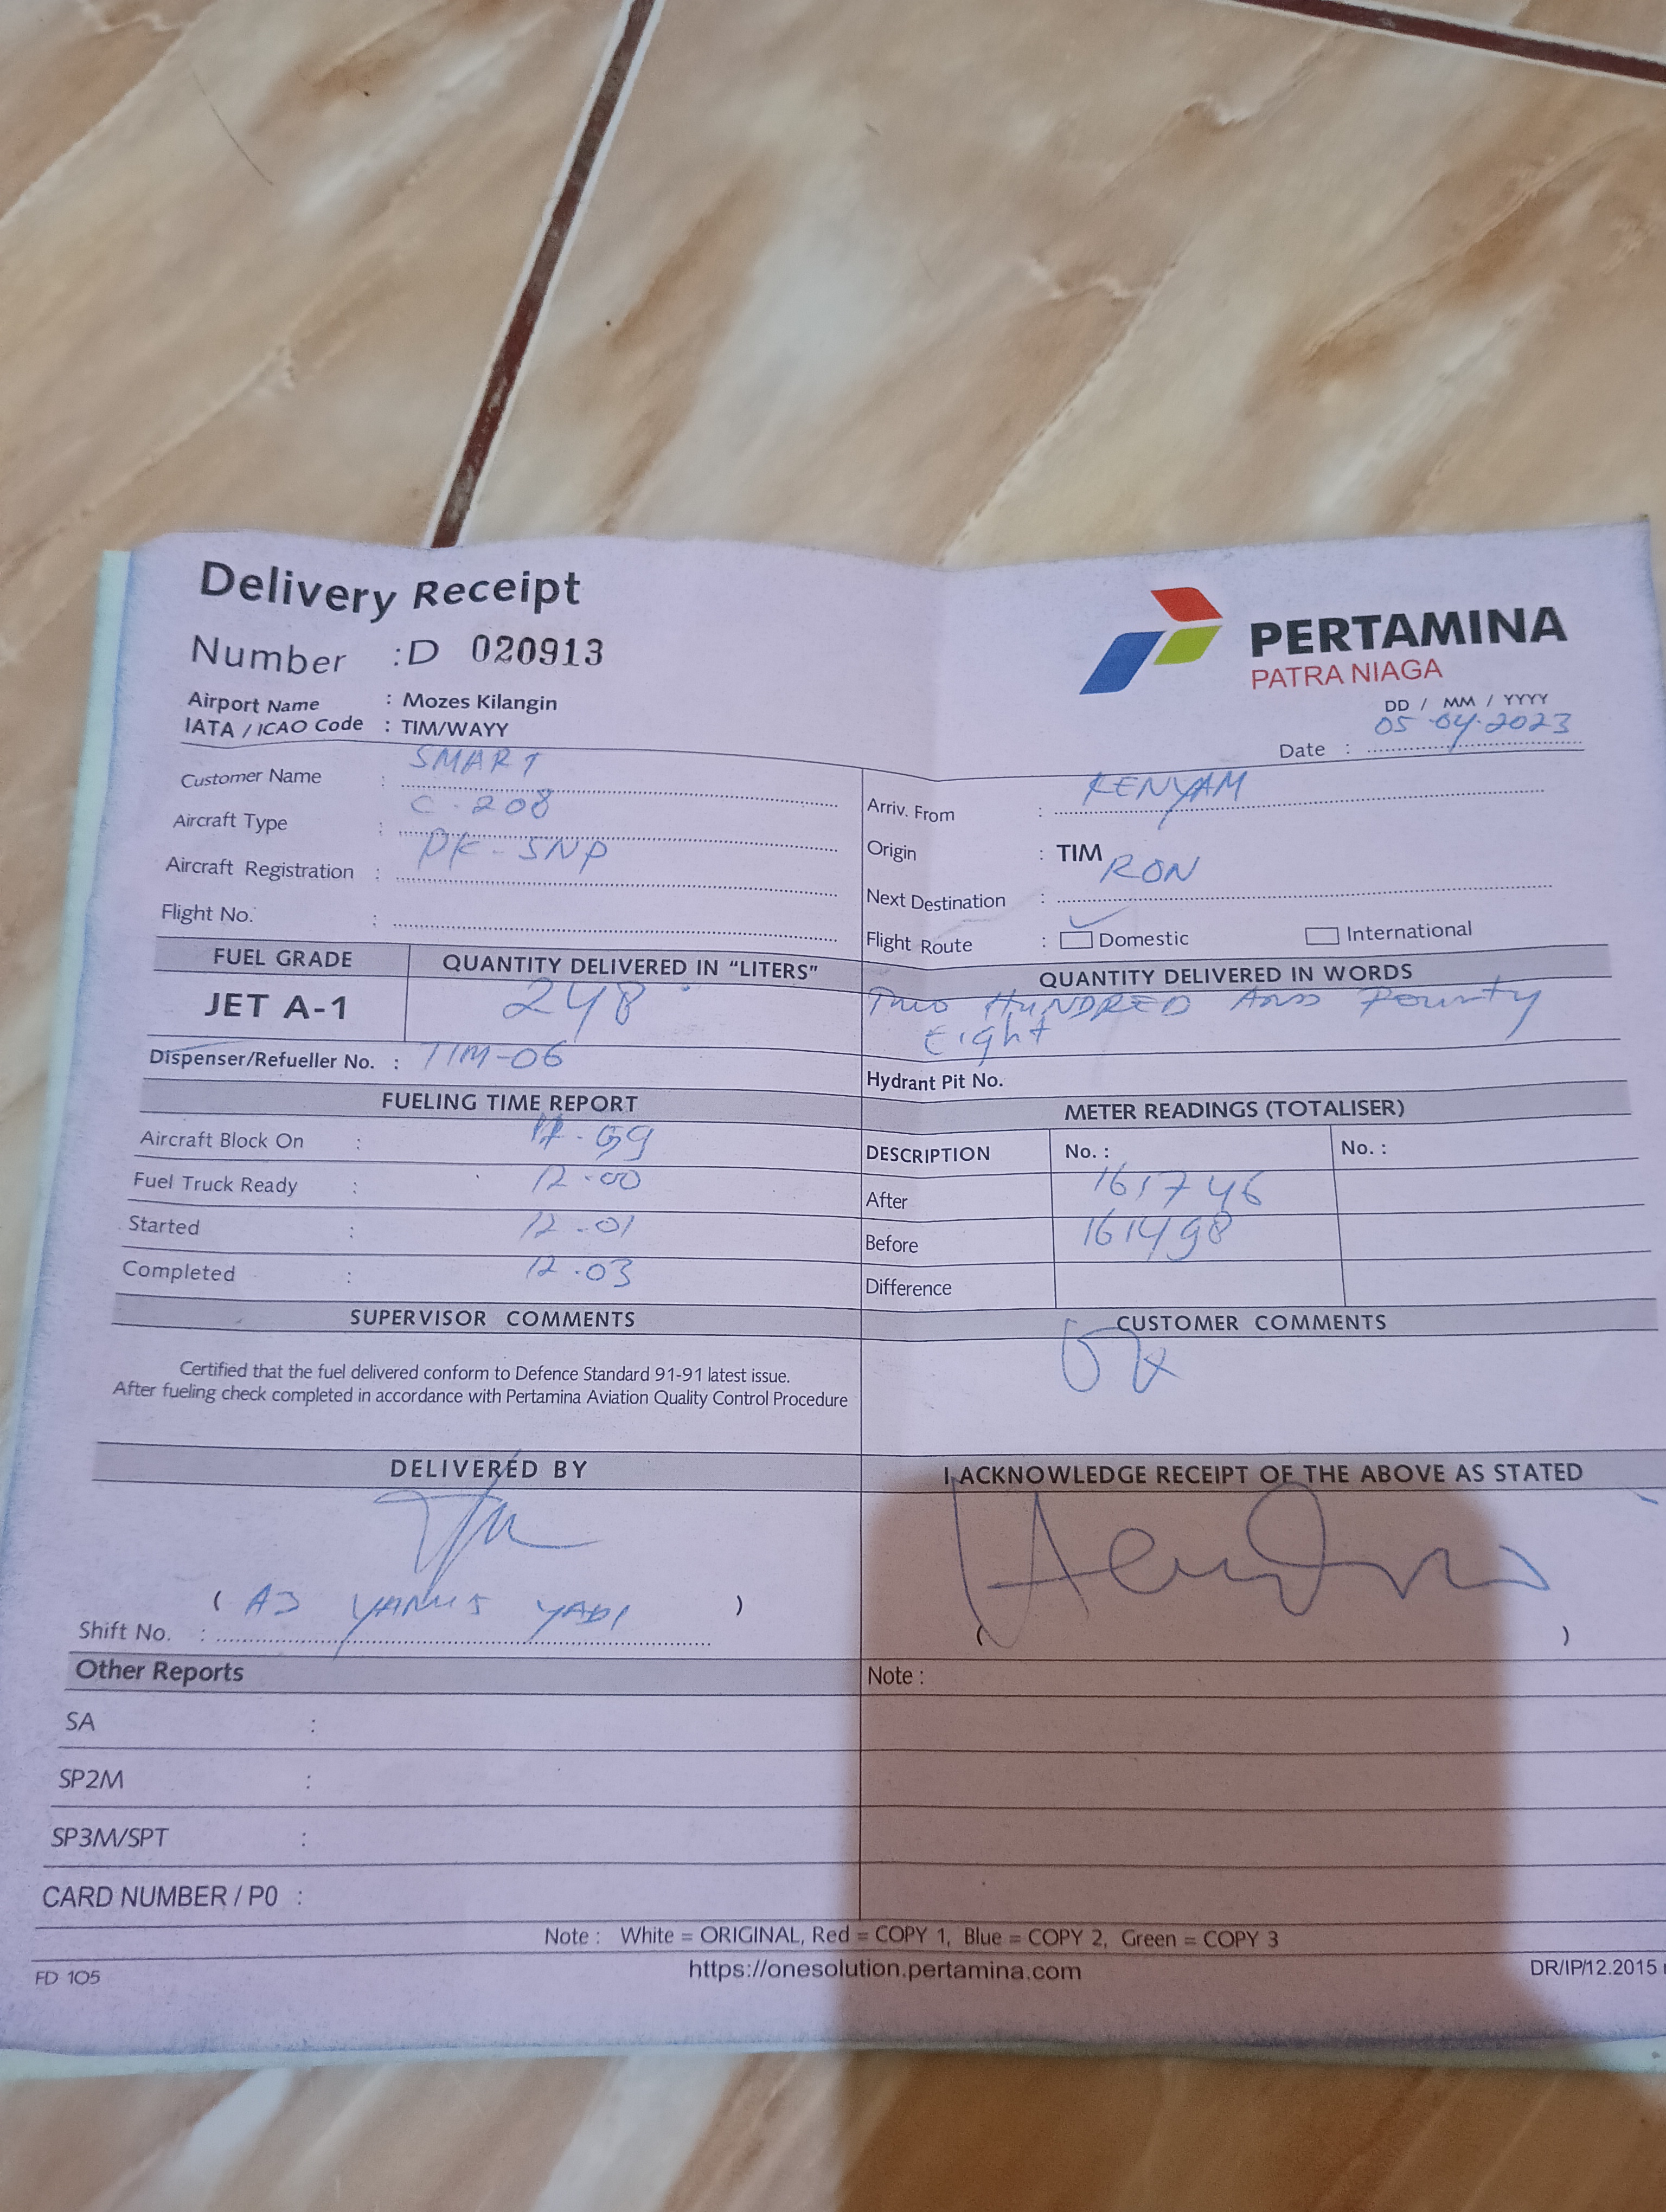 Delivery Receipt
Number : D 020913
PERTAMINA
PATRA NIAGA
Airport Name : Mozes Kilangin
IATA / ICAO Code : TIM/WAYY
DD / MM / YYYY
Date : 05-04-2023
Customer Name : SMART
Aircraft Type : C-208
Aircraft Registration : PK-SNP
Flight No. :
Arriv. From : KENYAM
Origin : TIM
Next Destination : RON
Flight Route : Domestic International
FUEL GRADE QUANTITY DELIVERED IN "LITERS" QUANTITY DELIVERED IN WORDS
JET A-1 248 Two HUNDRED And Fourty
Eight
Dispenser/Refueller No. : TIM-06 Hydrant Pit No.
FUELING TIME REPORT METER READINGS (TOTALISER)
Aircraft Block On : DESCRIPTION No. : No. :
Fuel Truck Ready : 12.00 After 161746
Started : 12.01 Before 161498
Completed : 12.03 Difference
SUPERVISOR COMMENTS CUSTOMER COMMENTS
OK
Certified that the fuel delivered conform to Defence Standard 91-91 latest issue.
After fueling check completed in accordance with Pertamina Aviation Quality Control Procedure
DELIVERED BY I ACKNOWLEDGE RECEIPT OF THE ABOVE AS STATED
( YADI ) ( )
Shift No. :
Other Reports Note :
SA :
SP2M :
SP3M/SPT :
CARD NUMBER / P0 :
Note : White = ORIGINAL, Red = COPY 1, Blue = COPY 2, Green = COPY 3
FD 105 https://onesolution.pertamina.com DR/IP/12.2015